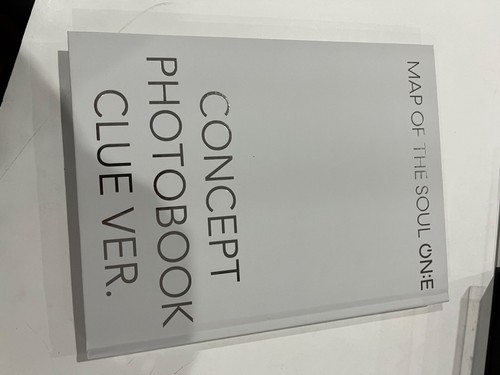 MAP OF THE SOUL ON:E
CONCEPT
PHOTOBOOK
CLUE VER.